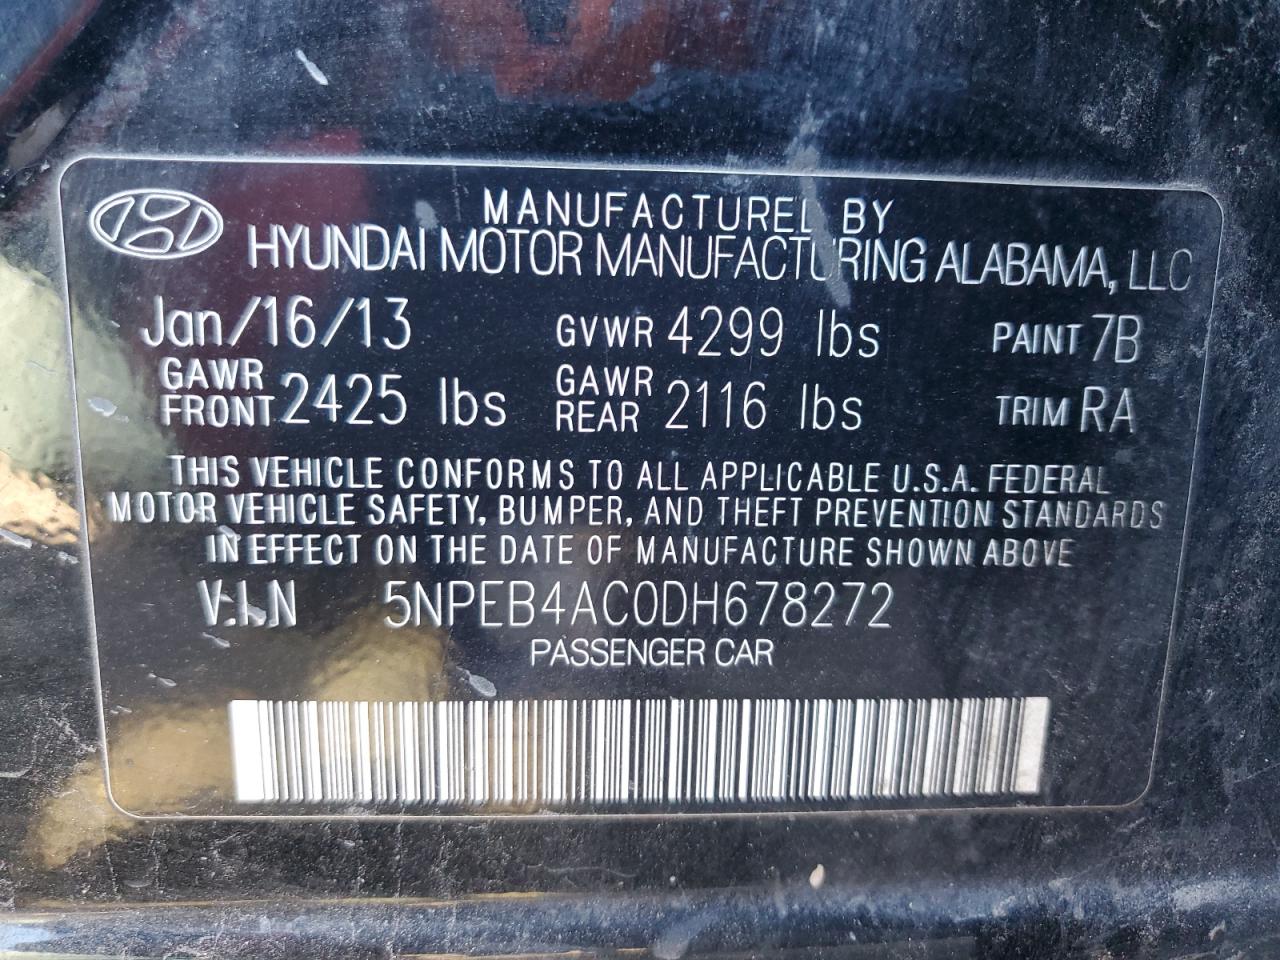 MANUFACTURED BY
HYUNDAI MOTOR MANUFACTURING ALABAMA, LLC
Jan/16/13 GVWR 4299 lbs PAINT 7B
GAWR FRONT 2425 lbs GAWR REAR 2116 lbs TRIM RA
THIS VEHICLE CONFORMS TO ALL APPLICABLE U.S.A. FEDERAL
MOTOR VEHICLE SAFETY, BUMPER, AND THEFT PREVENTION STANDARDS
IN EFFECT ON THE DATE OF MANUFACTURE SHOWN ABOVE
V.I.N 5NPEB4AC0DH678272
PASSENGER CAR